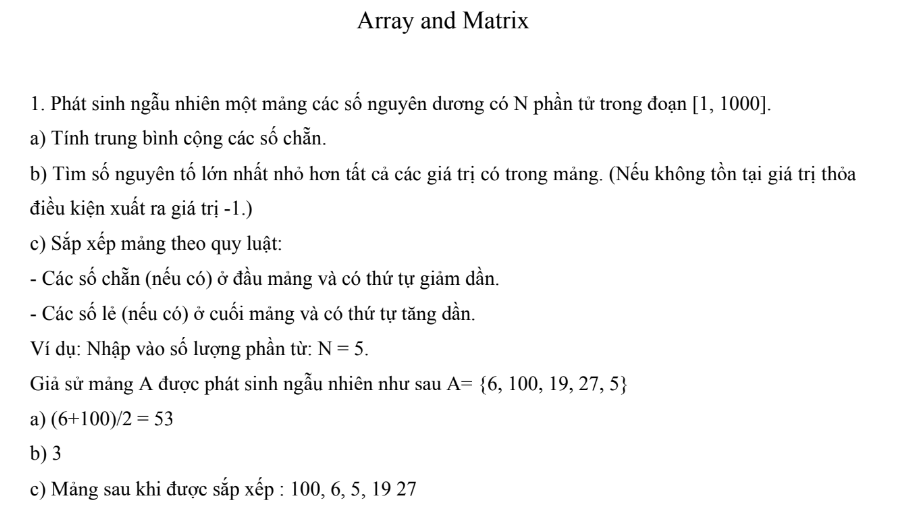 Array and Matrix
1. Phát sinh ngẫu nhiên một mảng các số nguyên dương có N phần tử trong đoạn [1, 1000].
a) Tính trung bình cộng các số chẵn.
b) Tìm số nguyên tố lớn nhất nhỏ hơn tất cả các giá trị có trong mảng. (Nếu không tồn tại giá trị thỏa
điều kiện xuất ra giá trị -1.)
c) Sắp xếp mảng theo quy luật:
- Các số chẵn (nếu có) ở đầu mảng và có thứ tự giảm dần.
- Các số lẻ (nếu có) ở cuối mảng và có thứ tự tăng dần.
Ví dụ: Nhập vào số lượng phần tử: N = 5.
Giả sử mảng A được phát sinh ngẫu nhiên như sau A= {6, 100, 19, 27, 5}
a) (6+100)/2 = 53
b) 3
c) Mảng sau khi được sắp xếp : 100, 6, 5, 19 27